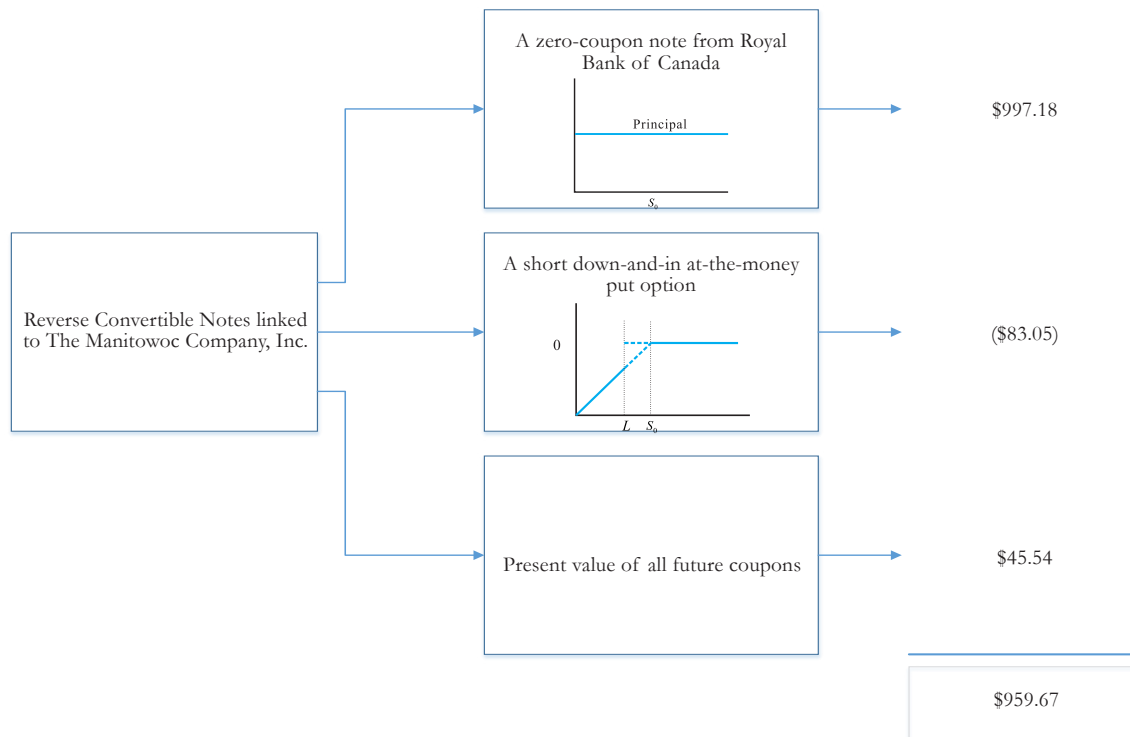 A zero-coupon note from Royal
Bank of Canada
Principal
S₀
$997.18
Reverse Convertible Notes linked
to The Manitowoc Company, Inc.
A short down-and-in at-the-money
put option
0
L S₀
($83.05)
Present value of all future coupons
$45.54
$959.67